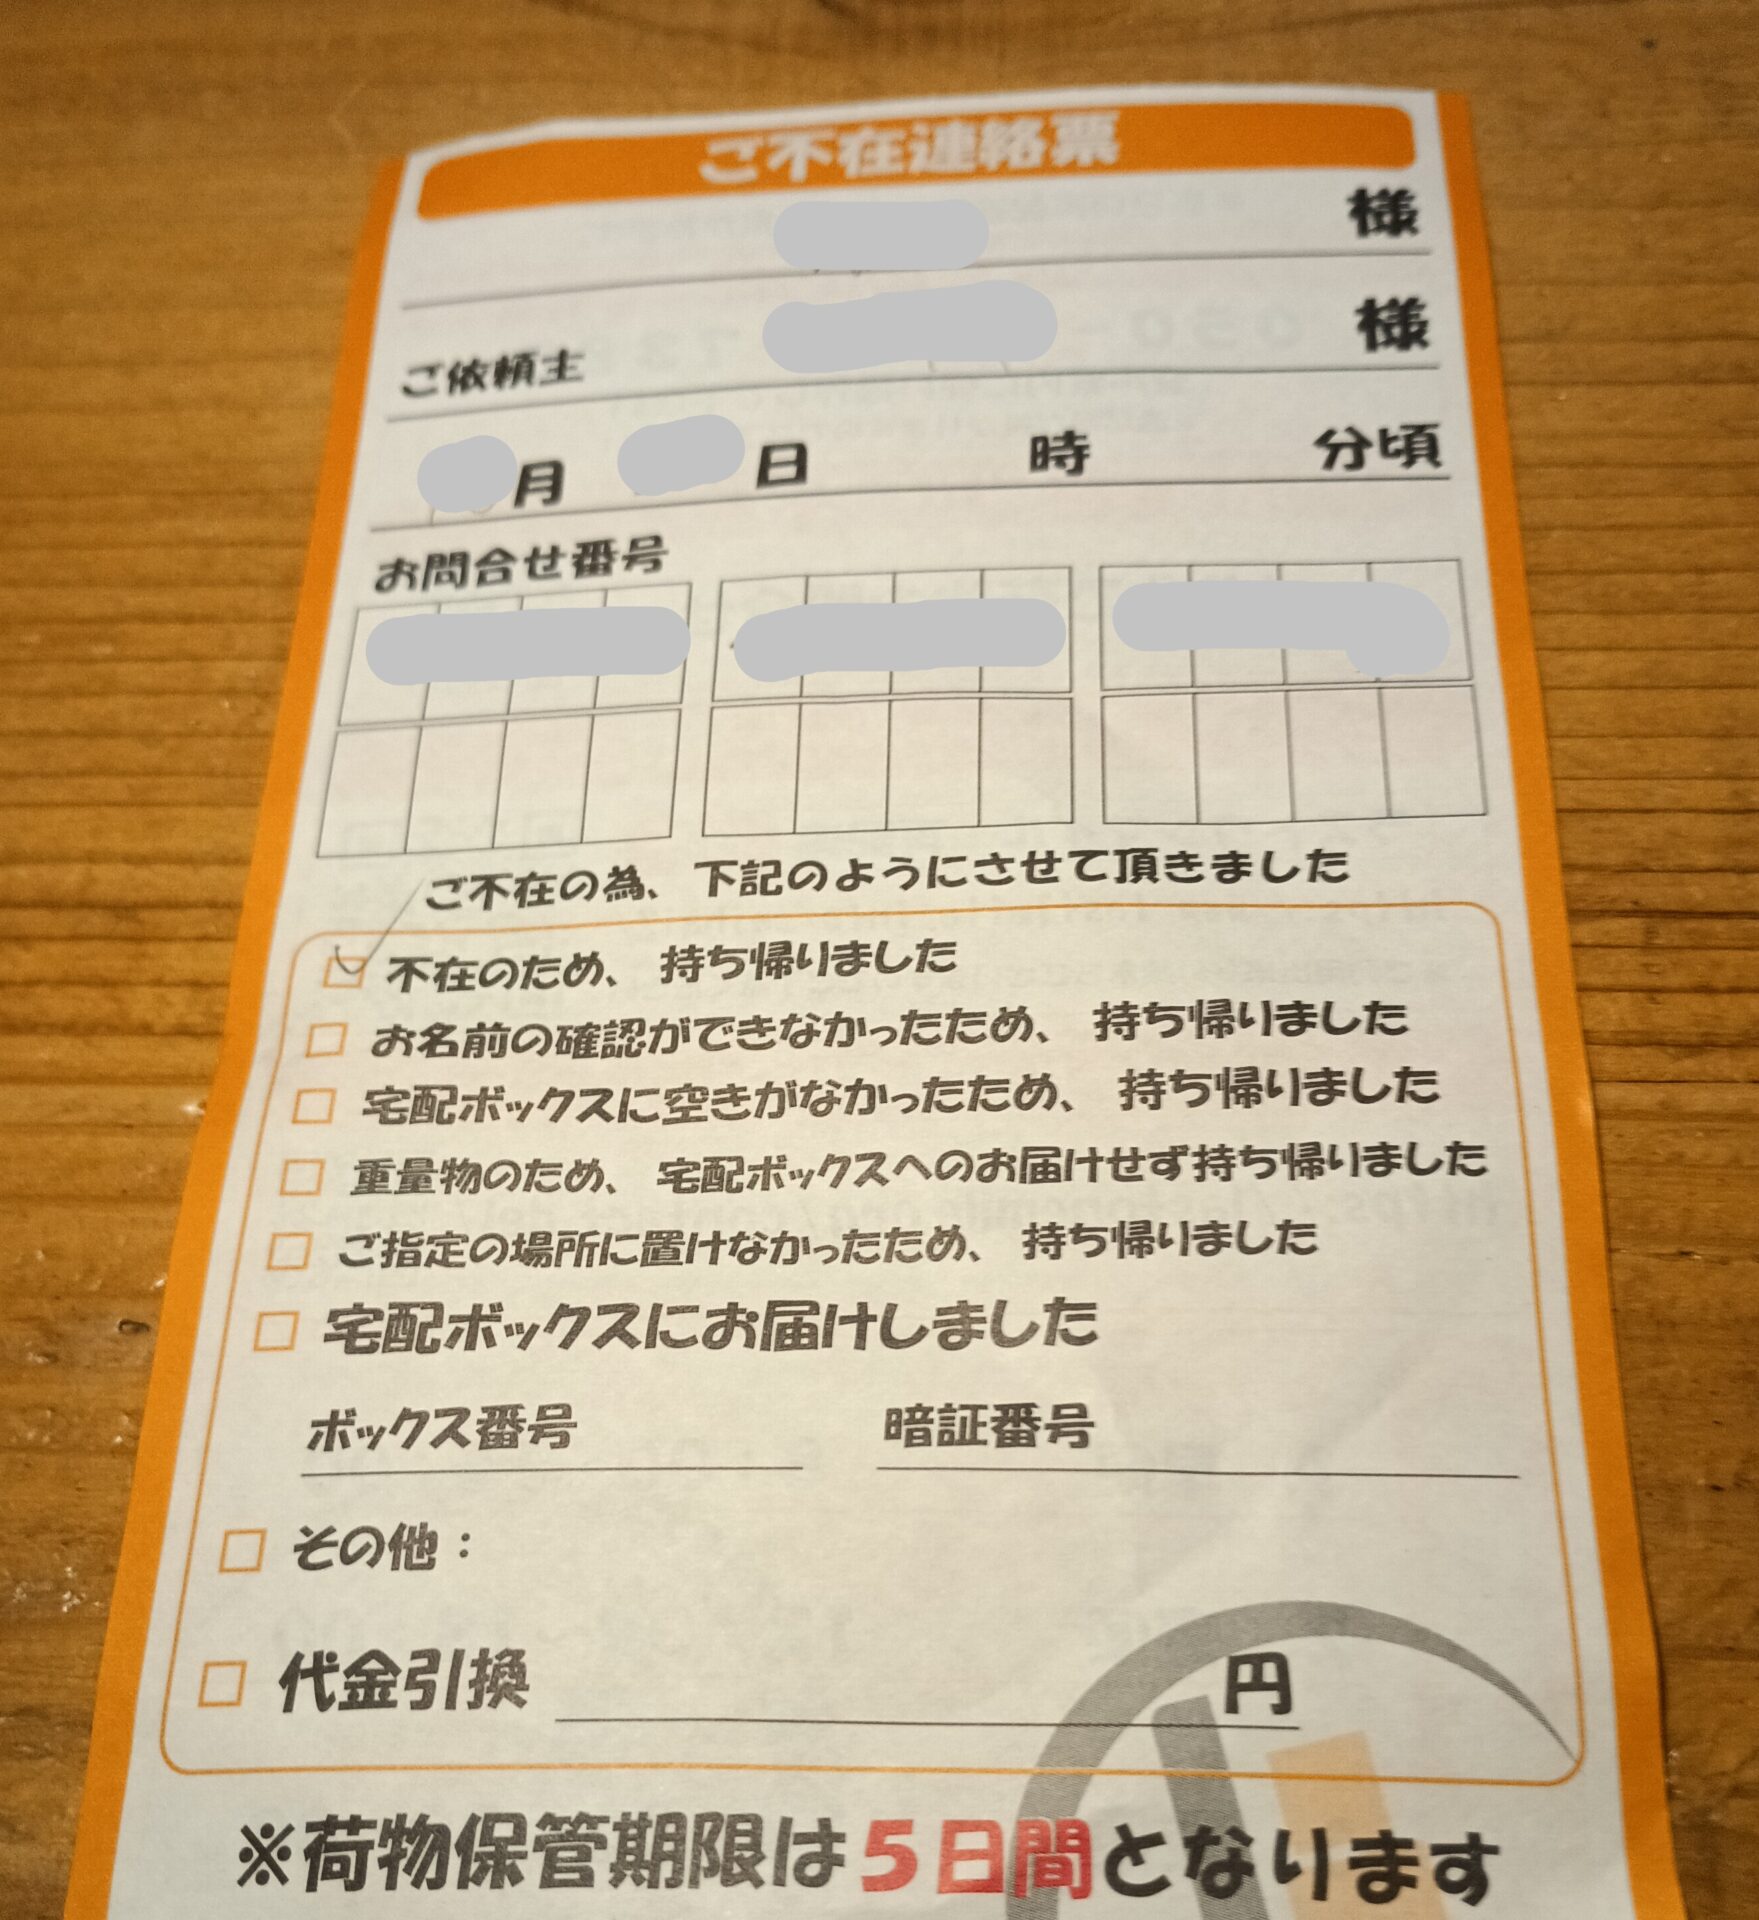 ご不在連絡票
様
ご依頼主 様
月 日 時 分頃
お問合せ番号
ご不在の為、下記のようにさせて頂きました
不在のため、持ち帰りました
お名前の確認ができなかったため、持ち帰りました
宅配ボックスに空きがなかったため、持ち帰りました
重量物のため、宅配ボックスへのお届けせず持ち帰りました
ご指定の場所に置けなかったため、持ち帰りました
宅配ボックスにお届けしました
ボックス番号 暗証番号
その他：
代金引換 円
※荷物保管期限は5日間となります